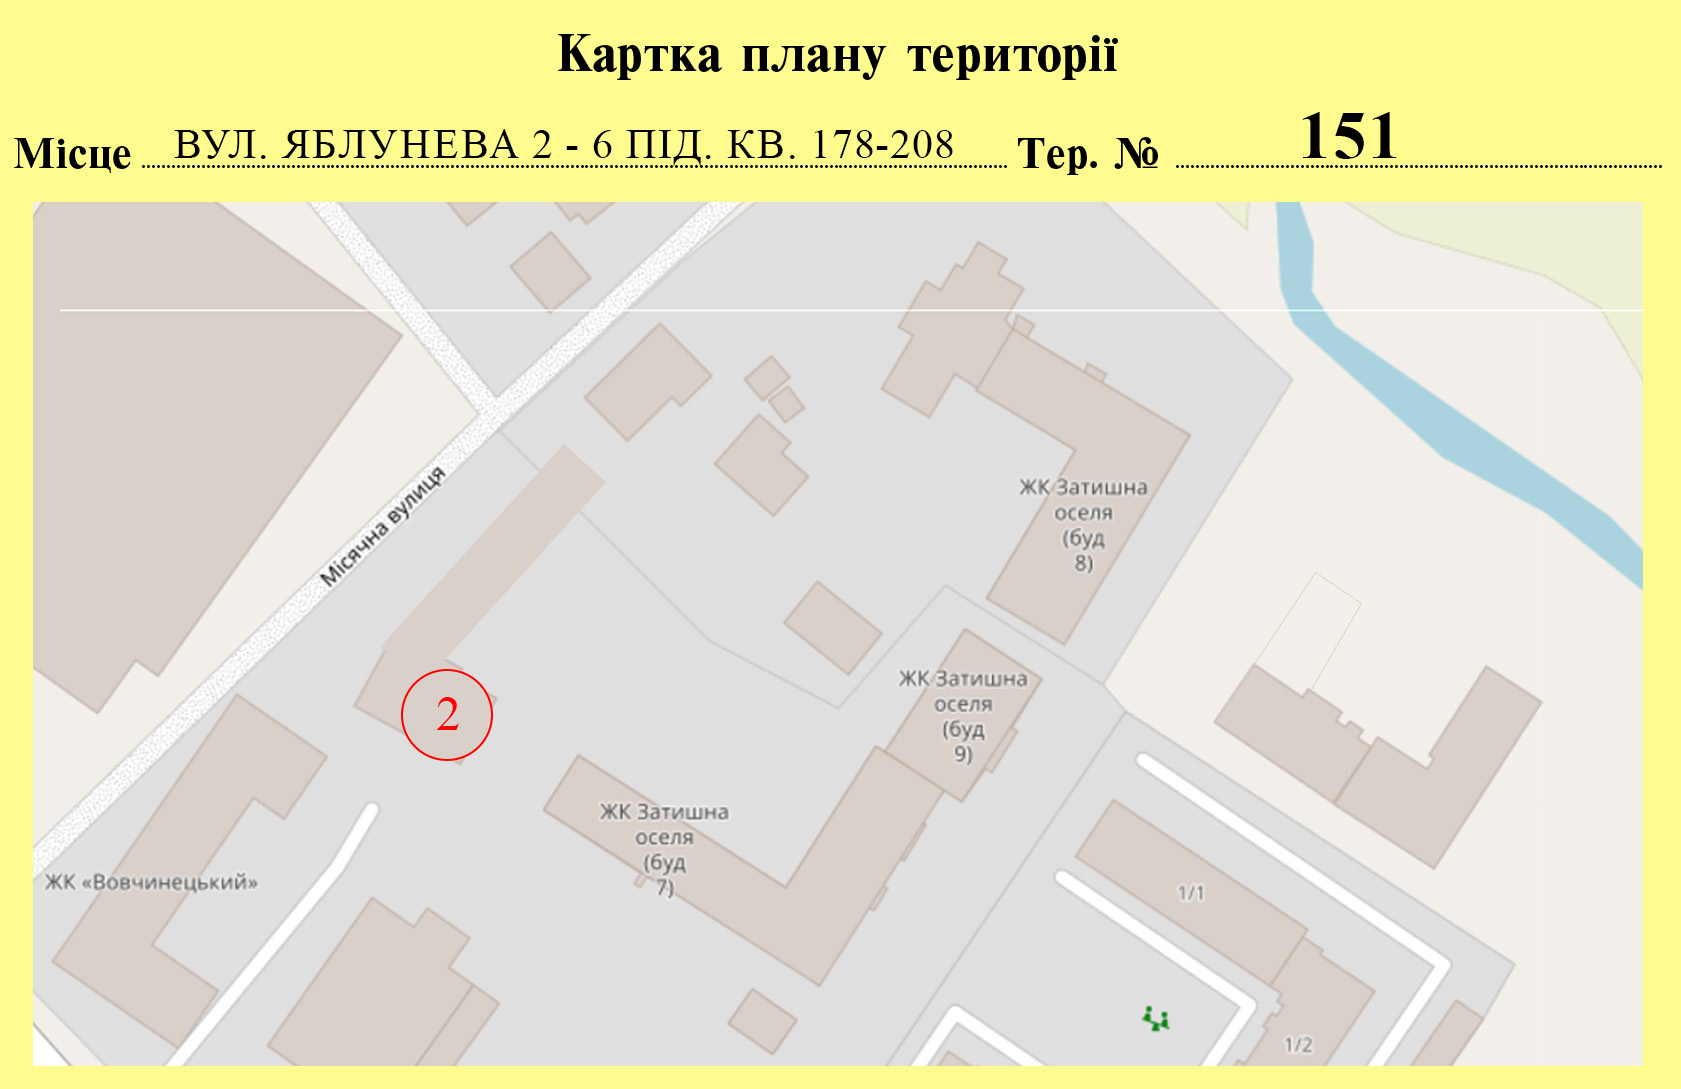 Картка плану території
Місце ВУЛ. ЯБЛУНЕВА 2 - 6 ПІД. КВ. 178-208 Тер. № 151
ЖК Затишна
оселя
(буд
8)
Місячна вулиця
ЖК Затишна
оселя
(буд
9)
2
ЖК Затишна
оселя
(буд
7)
ЖК «Вовчинецький»
1/1
1/2